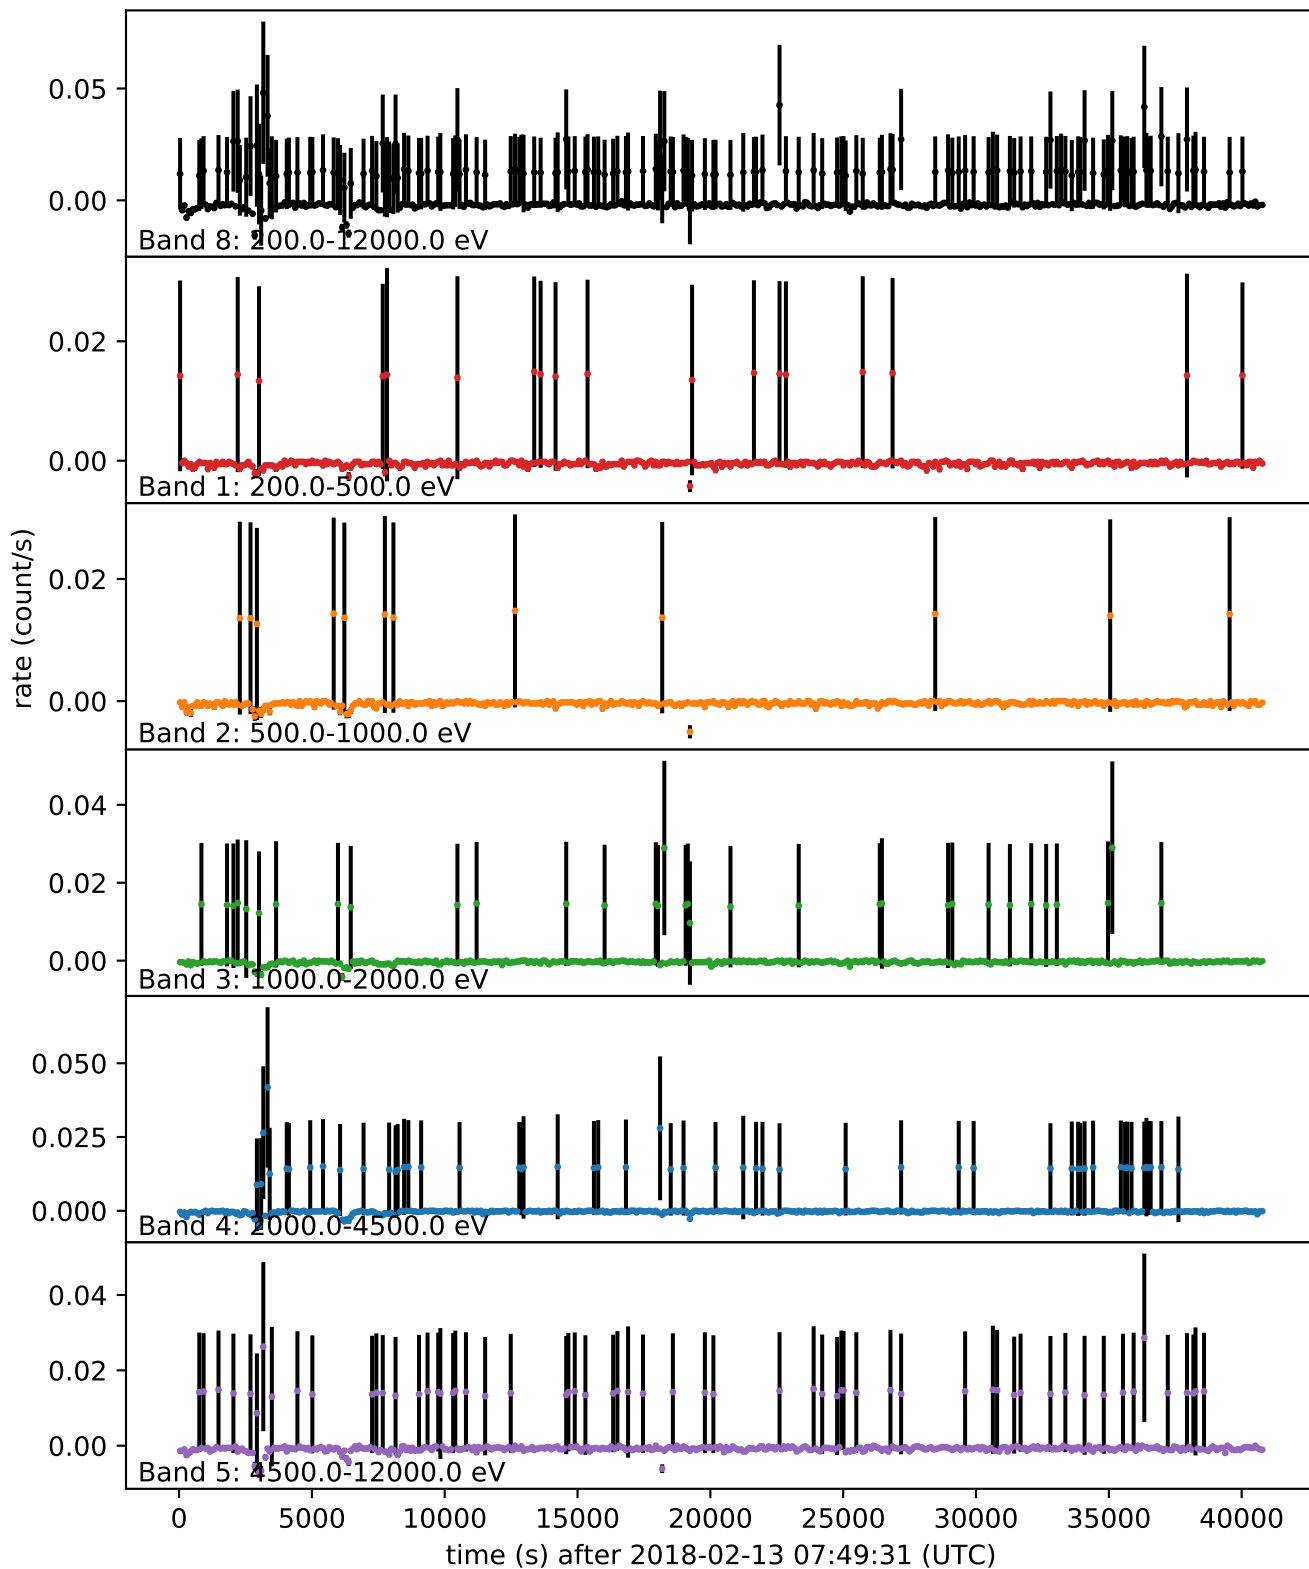 0.05
0.00
Band 8: 200.0-12000.0 eV
0.02
0.00
Band 1: 200.0-500.0 eV
0.02
0.00
Band 2: 500.0-1000.0 eV
rate (count/s)
0.04
0.02
0.00
Band 3: 1000.0-2000.0 eV
0.050
0.025
0.000
Band 4: 2000.0-4500.0 eV
0.04
0.02
0.00
Band 5: 4500.0-12000.0 eV
0 5000 10000 15000 20000 25000 30000 35000 40000
time (s) after 2018-02-13 07:49:31 (UTC)